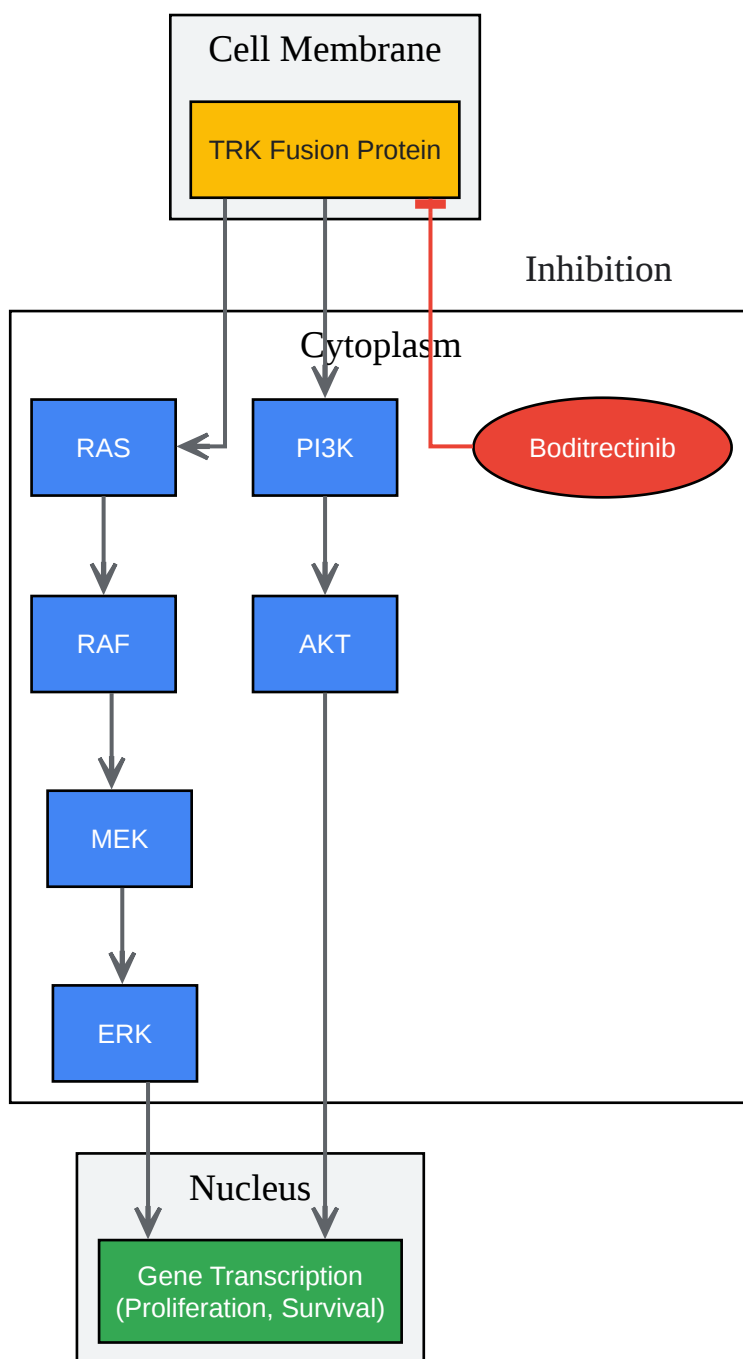 Cell Membrane
TRK Fusion Protein
Inhibition
Cytoplasm
RAS
PI3K
Boditrectinib
RAF
AKT
MEK
ERK
Nucleus
Gene Transcription
(Proliferation, Survival)